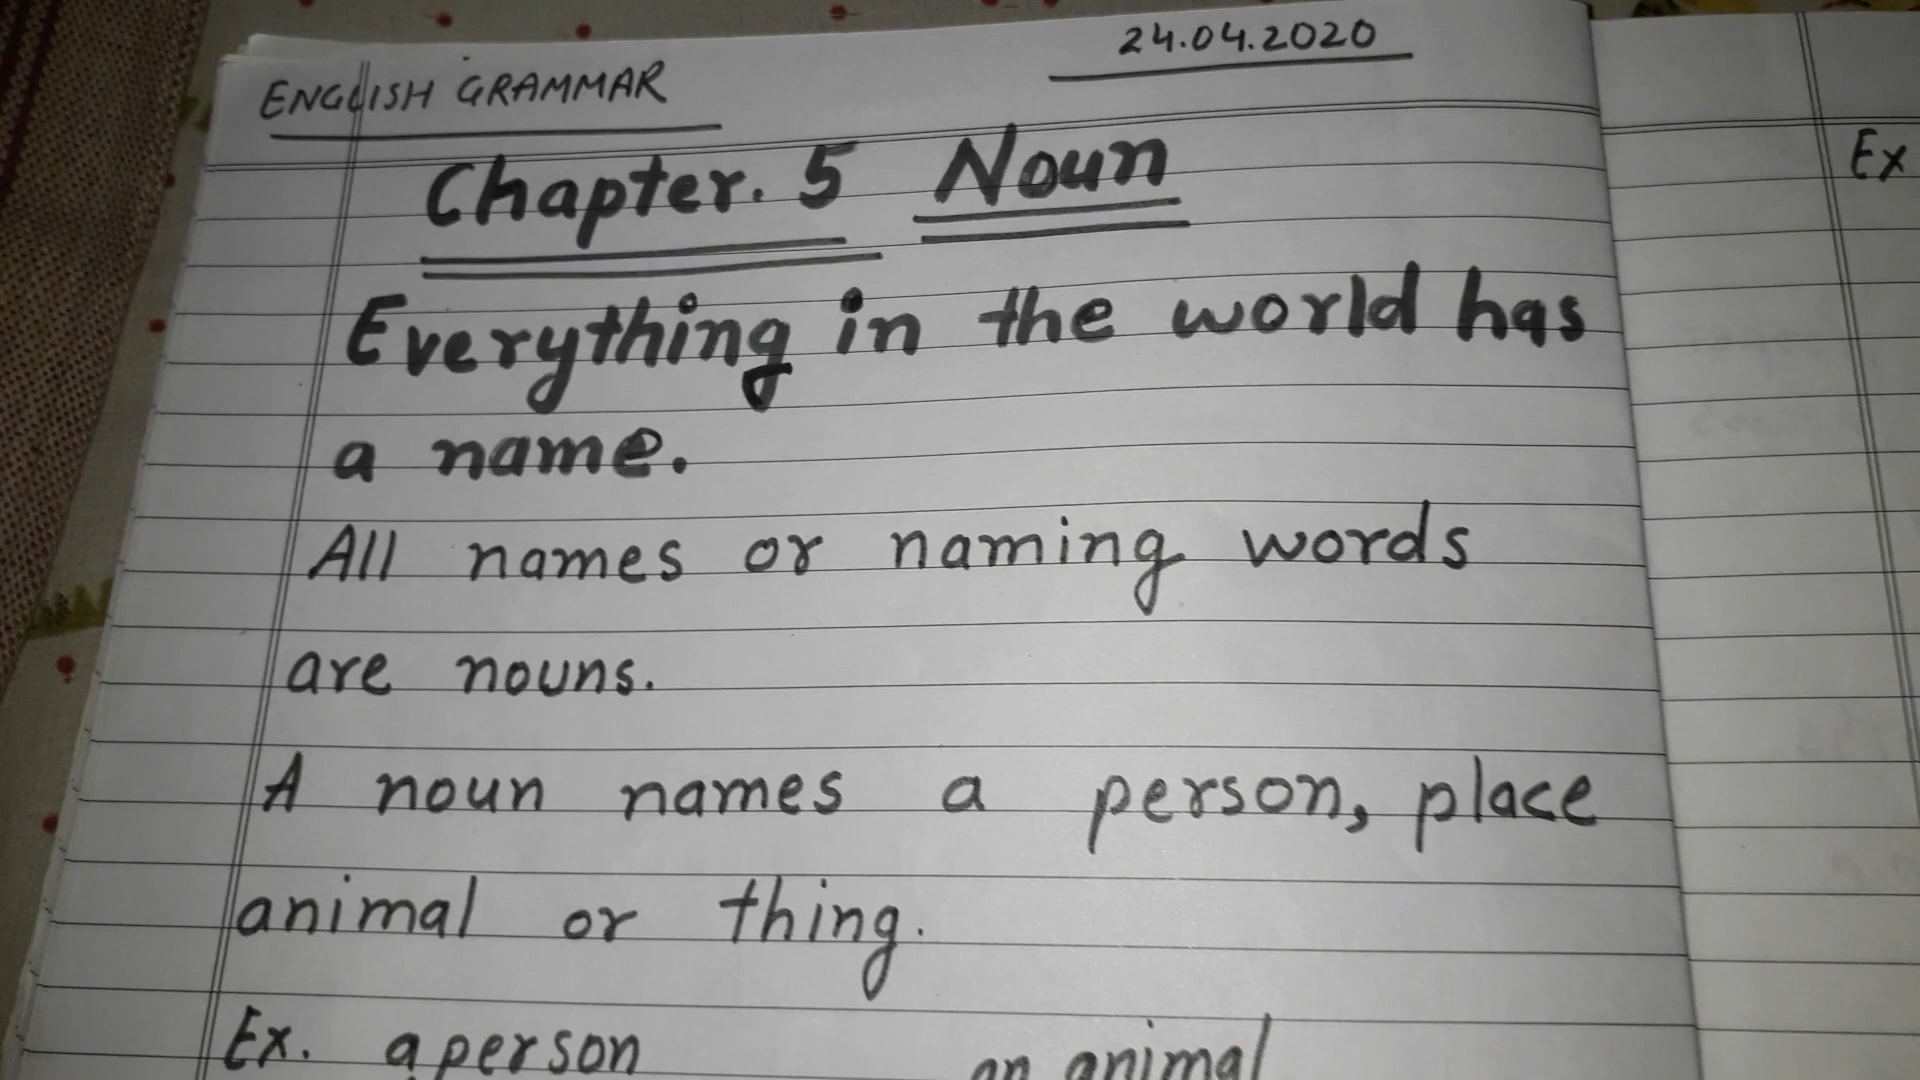 24.04.2020
ENGLISH GRAMMAR
Chapter. 5 Noun
Everything in the world has
a name.
All names or naming words
are nouns.
A noun names a person, place
animal or thing.
Ex. a person an animal
Ex